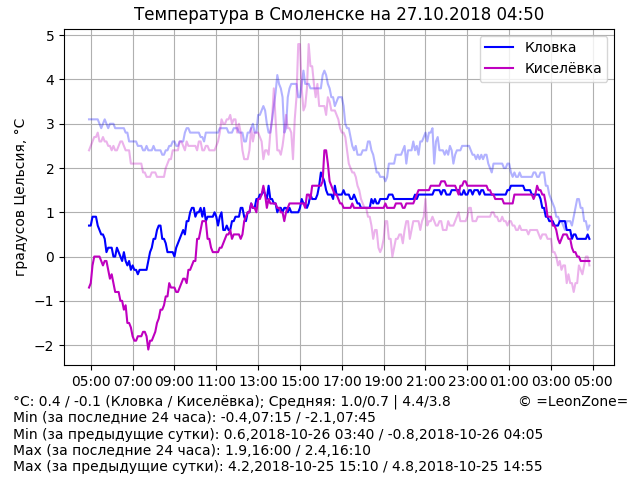 Температура в Смоленске на 27.10.2018 04:50
Кловка
Киселёвка
градусов Цельсия, °C
5
4
3
2
1
0
−1
−2
05:00 07:00 09:00 11:00 13:00 15:00 17:00 19:00 21:00 23:00 01:00 03:00 05:00
°C: 0.4 / -0.1 (Кловка / Киселёвка); Средняя: 1.0/0.7 | 4.4/3.8 © =LeonZone=
Min (за последние 24 часа): -0.4,07:15 / -2.1,07:45
Min (за предыдущие сутки): 0.6,2018-10-26 03:40 / -0.8,2018-10-26 04:05
Max (за последние 24 часа): 1.9,16:00 / 2.4,16:10
Max (за предыдущие сутки): 4.2,2018-10-25 15:10 / 4.8,2018-10-25 14:55